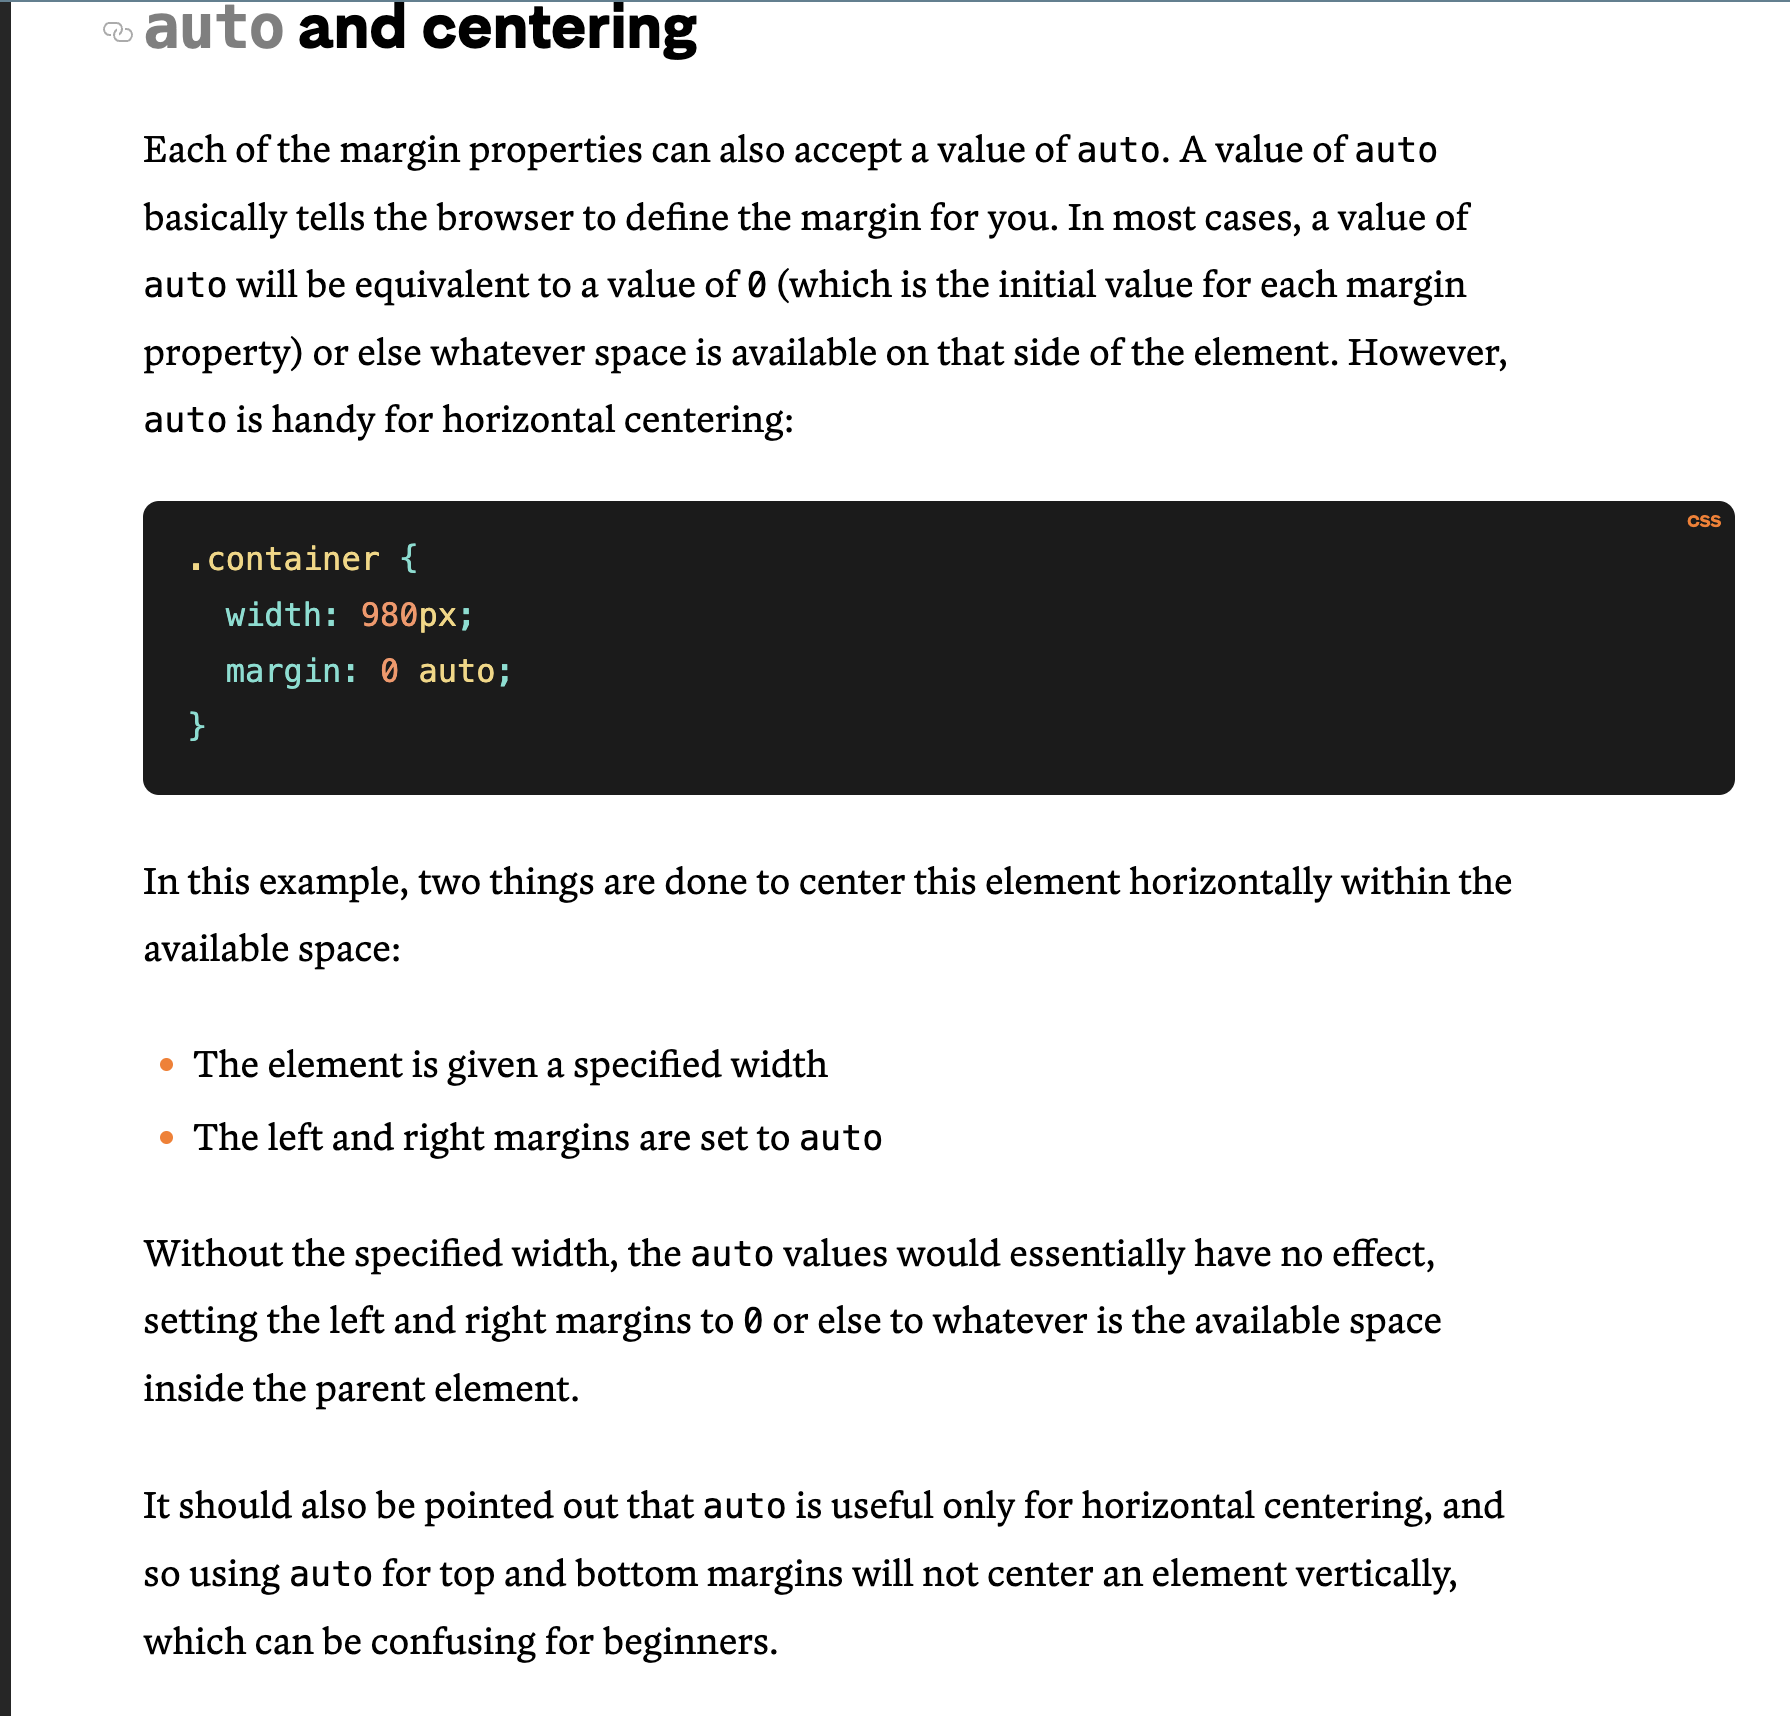 auto and centering
Each of the margin properties can also accept a value of auto. A value of auto
basically tells the browser to define the margin for you. In most cases, a value of
auto will be equivalent to a value of 0 (which is the initial value for each margin
property) or else whatever space is available on that side of the element. However,
auto is handy for horizontal centering:
css
.container {
  width: 980px;
  margin: 0 auto;
}
In this example, two things are done to center this element horizontally within the
available space:
• The element is given a specified width
• The left and right margins are set to auto
Without the specified width, the auto values would essentially have no effect,
setting the left and right margins to 0 or else to whatever is the available space
inside the parent element.
It should also be pointed out that auto is useful only for horizontal centering, and
so using auto for top and bottom margins will not center an element vertically,
which can be confusing for beginners.